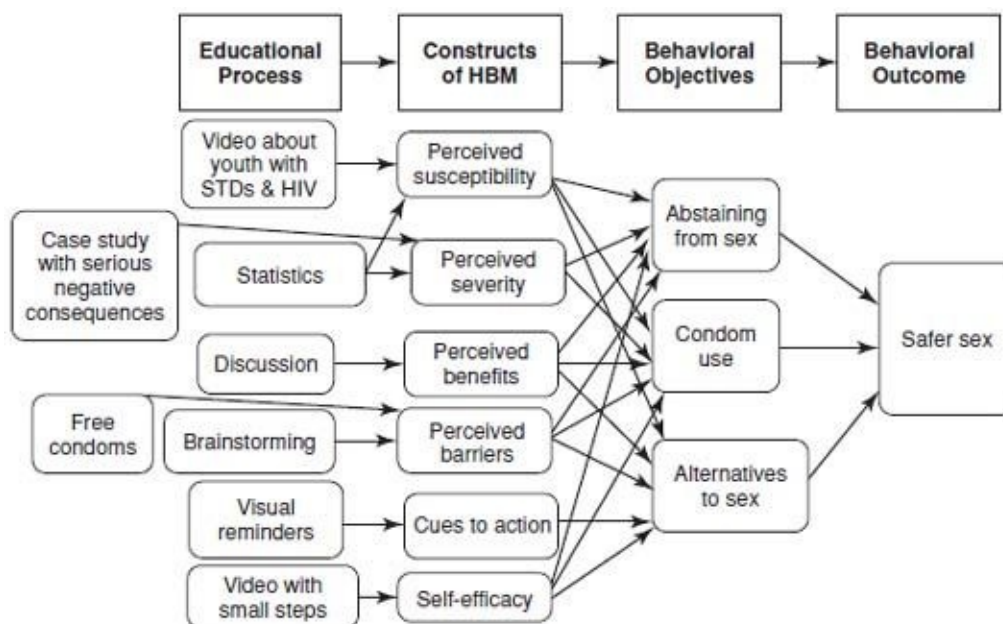 Educational
Process
Constructs
of HBM
Behavioral
Objectives
Behavioral
Outcome
Video about
youth with
STDs & HIV
Perceived
susceptibility
Case study
with serious
negative
consequences
Statistics
Perceived
severity
Abstaining
from sex
Discussion
Perceived
benefits
Condom
use
Safer sex
Free
condoms
Brainstorming
Perceived
barriers
Alternatives
to sex
Visual
reminders
Cues to action
Video with
small steps
Self-efficacy